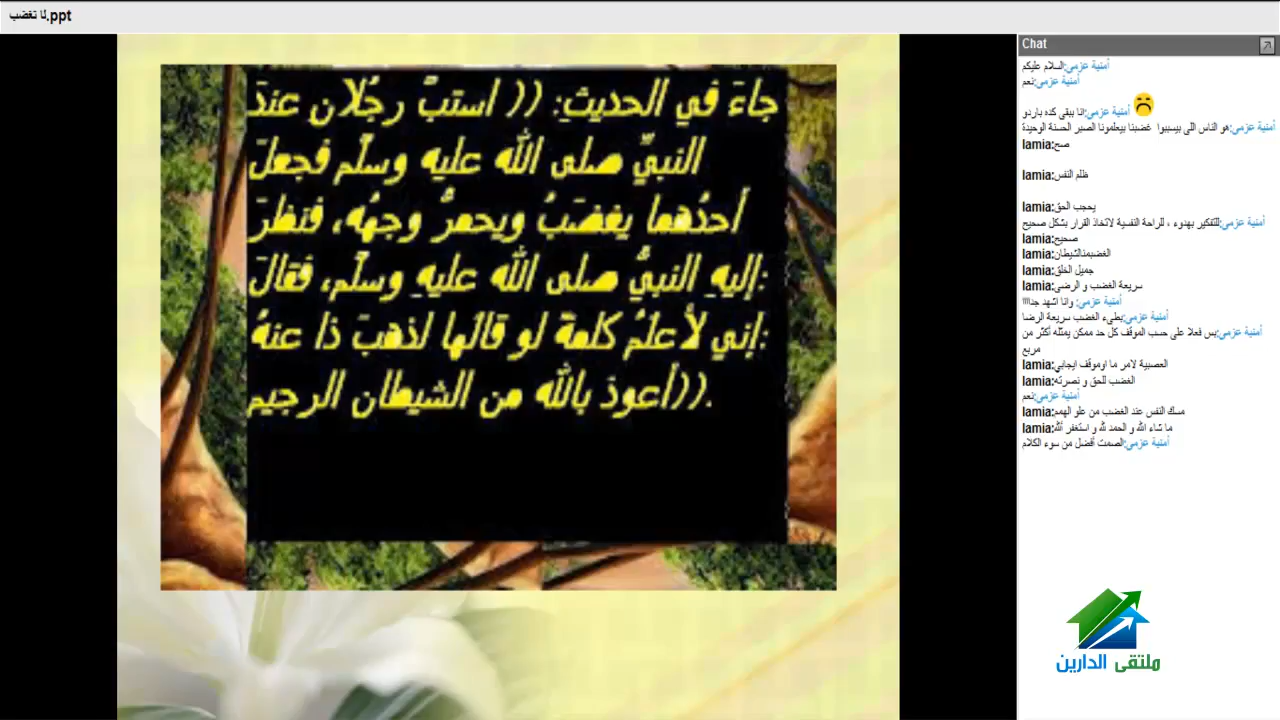 لا تغضب.ppt
جاءَ في الحديثِ: (( استبَّ رجُلان عندَ
النبيِّ صلى الله عليه وسلّم فجعلَ
أحدُهما يغضَبُ ويحمرُّ وجهُه، فنظرَ
إليهِ النبيُّ صلى الله عليهِ وسلّم، فقالَ:
إني لأعلمُ كلمةً لو قالها لذهبَ ذا عنهُ:
أعوذ بالله من الشيطان الرجيم)).
Chat
أمنية عزمي:السلام عليكم
أمنية عزمي:نعم
أمنية عزمي:انا ببقى كده باردو
أمنية عزمي:هو الناس اللى بيسببوا غضبنا بيعلمونا الصبر الحسنة الوحيدة
lamia:صح
lamia:ظلم النفس
lamia:يحجب الحق
أمنية عزمي:للتفكير بهدوء ، للراحة النفسية لاتخاذ القرار بشكل صحيح
lamia:صحيح
lamia:الغضبمنالشيطان
lamia:جميل الخلق
lamia:سريعة الغضب و الرضى
أمنية عزمي: وانا اشهد جداااا
أمنية عزمي:بطىء الغضب سريعة الرضا
أمنية عزمي:بس فعلا على حسب الموقف كل حد ممكن يمثله أكثر من
مربع
lamia:العصبية لامر ما اوموقف ايجابي
lamia:الغضب للحق و نصرته
أمنية عزمي:نعم
lamia:مسك النفس عند الغضب من علو الهمم
lamia:ما شاء الله و الحمد لله و استغفر الله
أمنية عزمي:الصمت أفضل من سوء الكلام
ملتقى الدارين